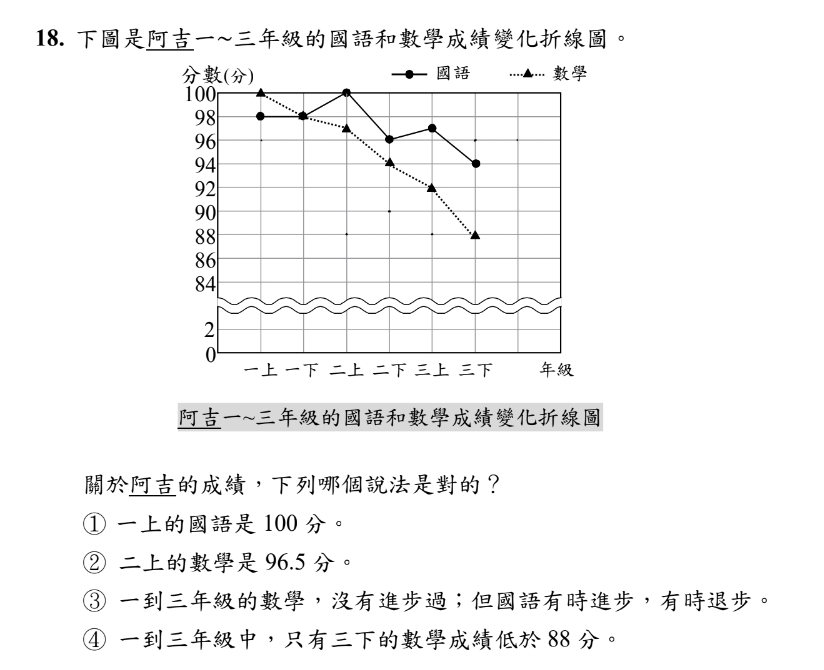 18. 下圖是阿吉一~三年級的國語和數學成績變化折線圖。
分數(分) 國語 數學
100
98
96
94
92
90
88
86
84
2
0
一上 一下 二上 二下 三上 三下 年級
阿吉一~三年級的國語和數學成績變化折線圖
關於阿吉的成績,下列哪個說法是對的?
① 一上的國語是 100 分。
② 二上的數學是 96.5 分。
③ 一到三年級的數學,沒有進步過;但國語有時進步,有時退步。
④ 一到三年級中,只有三下的數學成績低於 88 分。